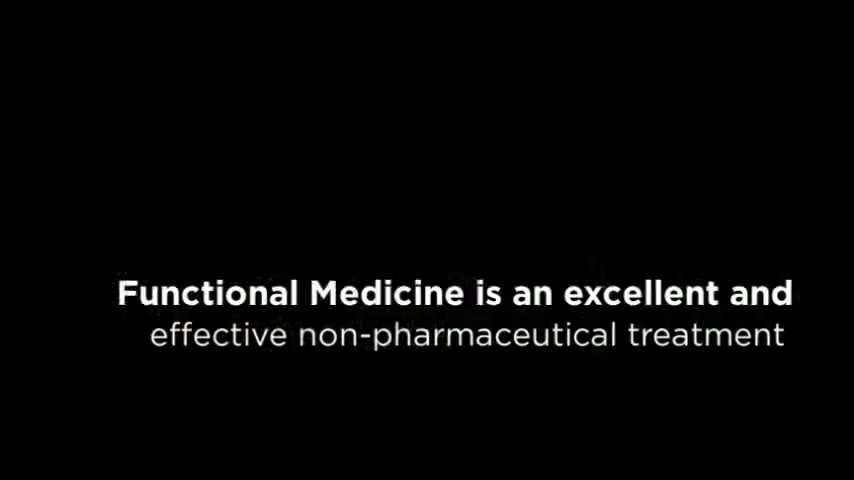 Functional Medicine is an excellent and
effective non-pharmaceutical treatment